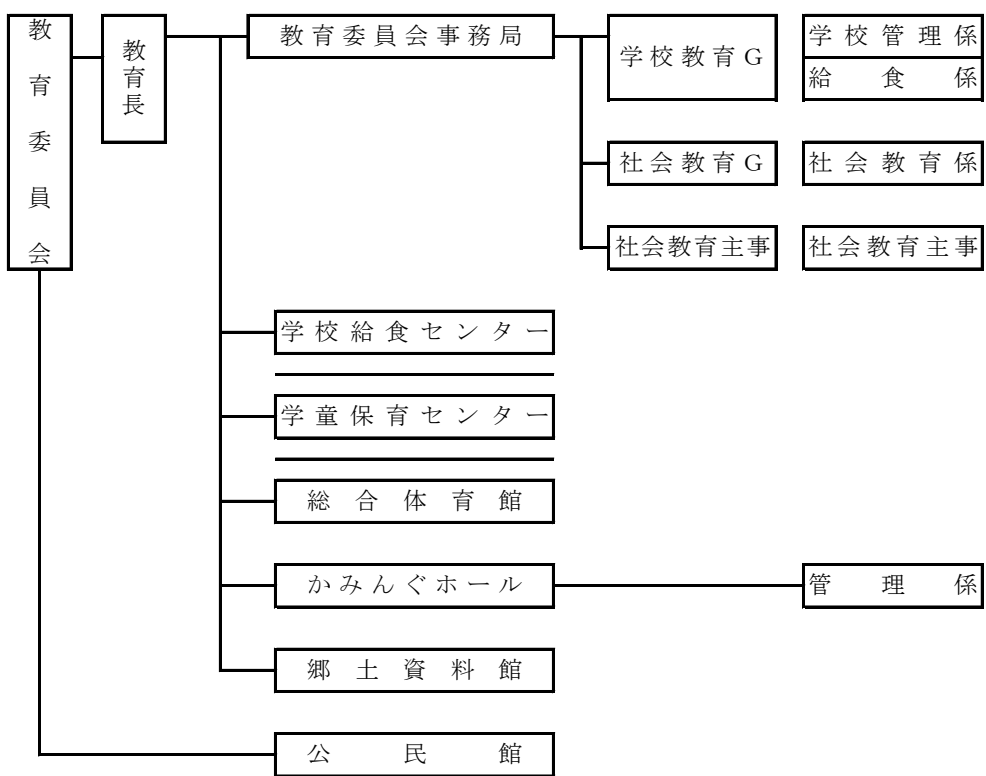 教育委員会
教育長
教育委員会事務局
学校教育G
学校管理係
給食係
社会教育G
社会教育係
社会教育主事
社会教育主事
学校給食センター
学童保育センター
総合体育館
かみんぐホール
管理係
郷土資料館
公民館